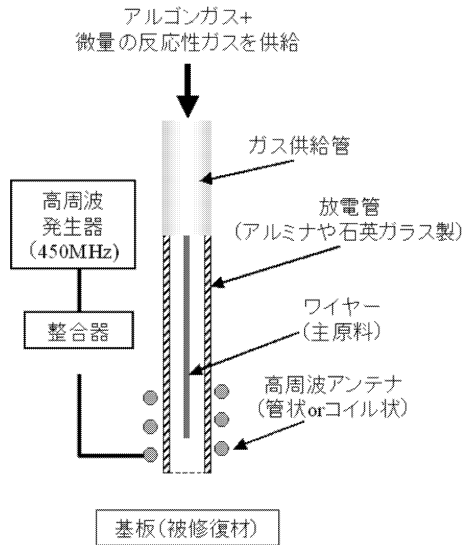 アルゴンガス+
微量の反応性ガスを供給
ガス供給管
高周波
発生器
(450MHz)
放電管
(アルミナや石英ガラス製)
整合器
ワイヤー
(主原料)
高周波アンテナ
(管状orコイル状)
基板(被修復材)